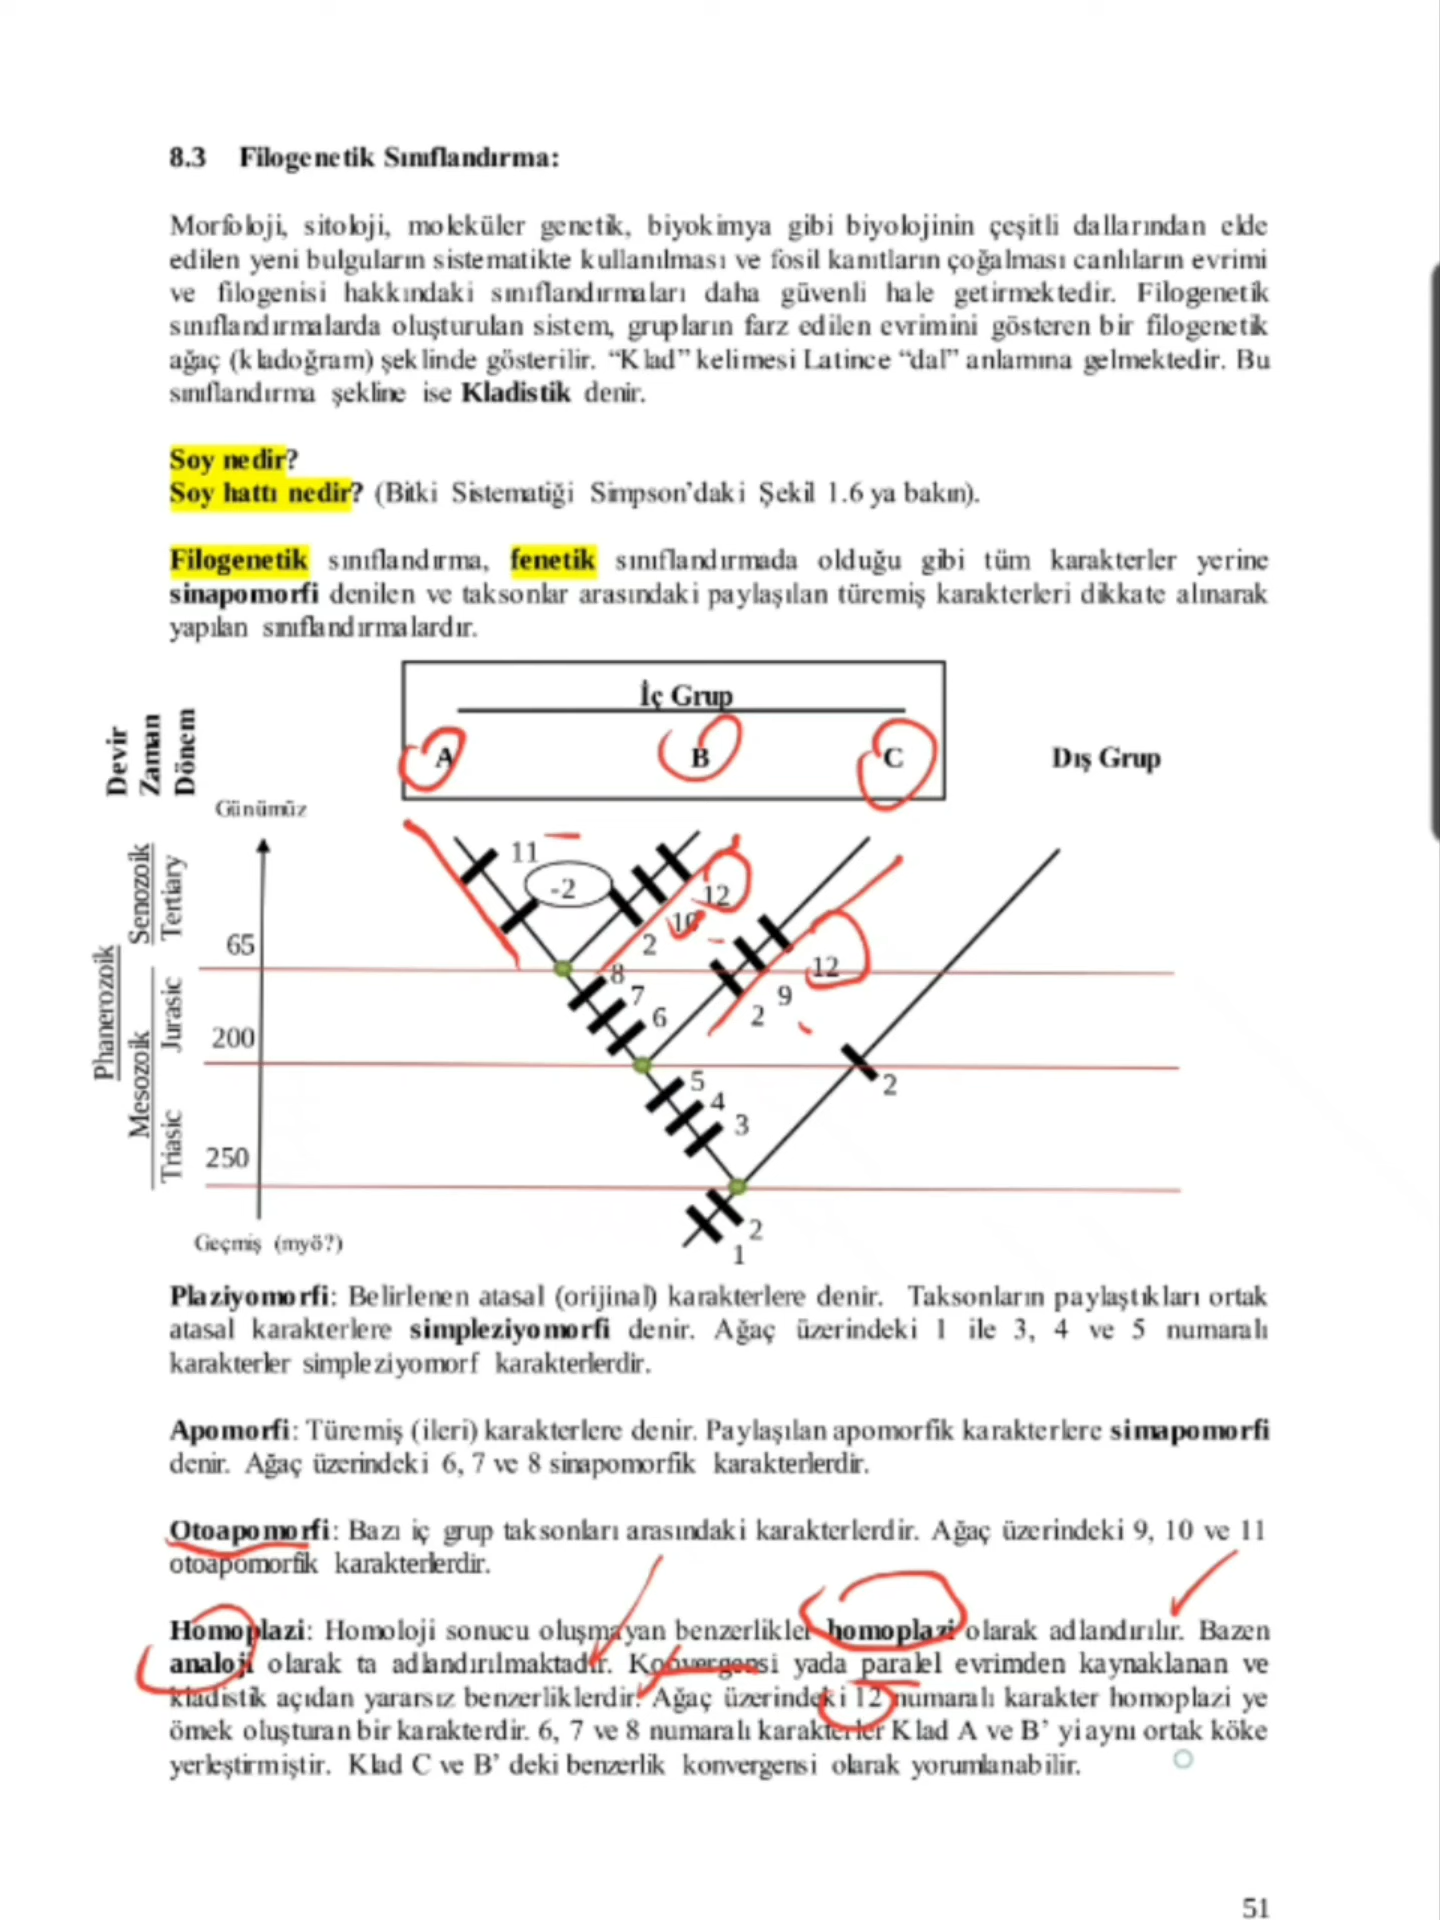 8.3 Filogenetik Sınıflandırma:
Morfoloji, sitoloji, moleküler genetik, biyokimya gibi biyolojinin çeşitli dallarından elde
edilen yeni bulguların sistematikte kullanılması ve fosil kanıtların çoğalması canlıların evrimi
ve filogenisi hakkındaki sınıflandırmaları daha güvenli hale getirmektedir. Filogenetik
sınıflandırmalarda oluşturulan sistem, grupların farz edilen evrimini gösteren bir filogenetik
ağaç (kladoğram) şeklinde gösterilir. “Klad” kelimesi Latince “dal” anlamına gelmektedir. Bu
sınıflandırma şekline ise Kladistik denir.
Soy nedir?
Soy hattı nedir? (Bitki Sistematiği Simpson’daki Şekil 1.6 ya bakın).
Filogenetik sınıflandırma, fenetik sınıflandırmada olduğu gibi tüm karakterler yerine
sinapomorfi denilen ve taksonlar arasındaki paylaşılan türemiş karakterleri dikkate alınarak
yapılan sınıflandırmalardır.
İç Grup
A B C Dış Grup
Devir
Zaman
Dönem
Günümüz
Phanerozoik
Senozoik
Mesozoik
Tertiary
Jurasic
Triasic
65
200
250
Geçmiş (myö?)
11
-2
12
10
2
8
7
6
12
9
2
5
4
3
2
2
1
Plaziyomorfi: Belirlenen atasal (orijinal) karakterlere denir. Taksonların paylaştıkları ortak
atasal karakterlere simpleziyomorfi denir. Ağaç üzerindeki 1 ile 3, 4 ve 5 numaralı
karakterler simpleziyomorf karakterlerdir.
Apomorfi: Türemiş (ileri) karakterlere denir. Paylaşılan apomorfik karakterlere sinapomorfi
denir. Ağaç üzerindeki 6, 7 ve 8 sinapomorfik karakterlerdir.
Otoapomorfi: Bazı iç grup taksonları arasındaki karakterlerdir. Ağaç üzerindeki 9, 10 ve 11
otoapomorfik karakterlerdir.
Homoplazi: Homoloji sonucu oluşmayan benzerlikler homoplazi olarak adlandırılır. Bazen
analoji olarak ta adlandırılmaktadır. Konvergensi yada paralel evrimden kaynaklanan ve
kladistik açıdan yararsız benzerliklerdir. Ağaç üzerindeki 12 numaralı karakter homoplazi ye
örnek oluşturan bir karakterdir. 6, 7 ve 8 numaralı karakterler Klad A ve B’ yi aynı ortak köke
yerleştirmiştir. Klad C ve B’ deki benzerlik konvergensi olarak yorumlanabilir.
51